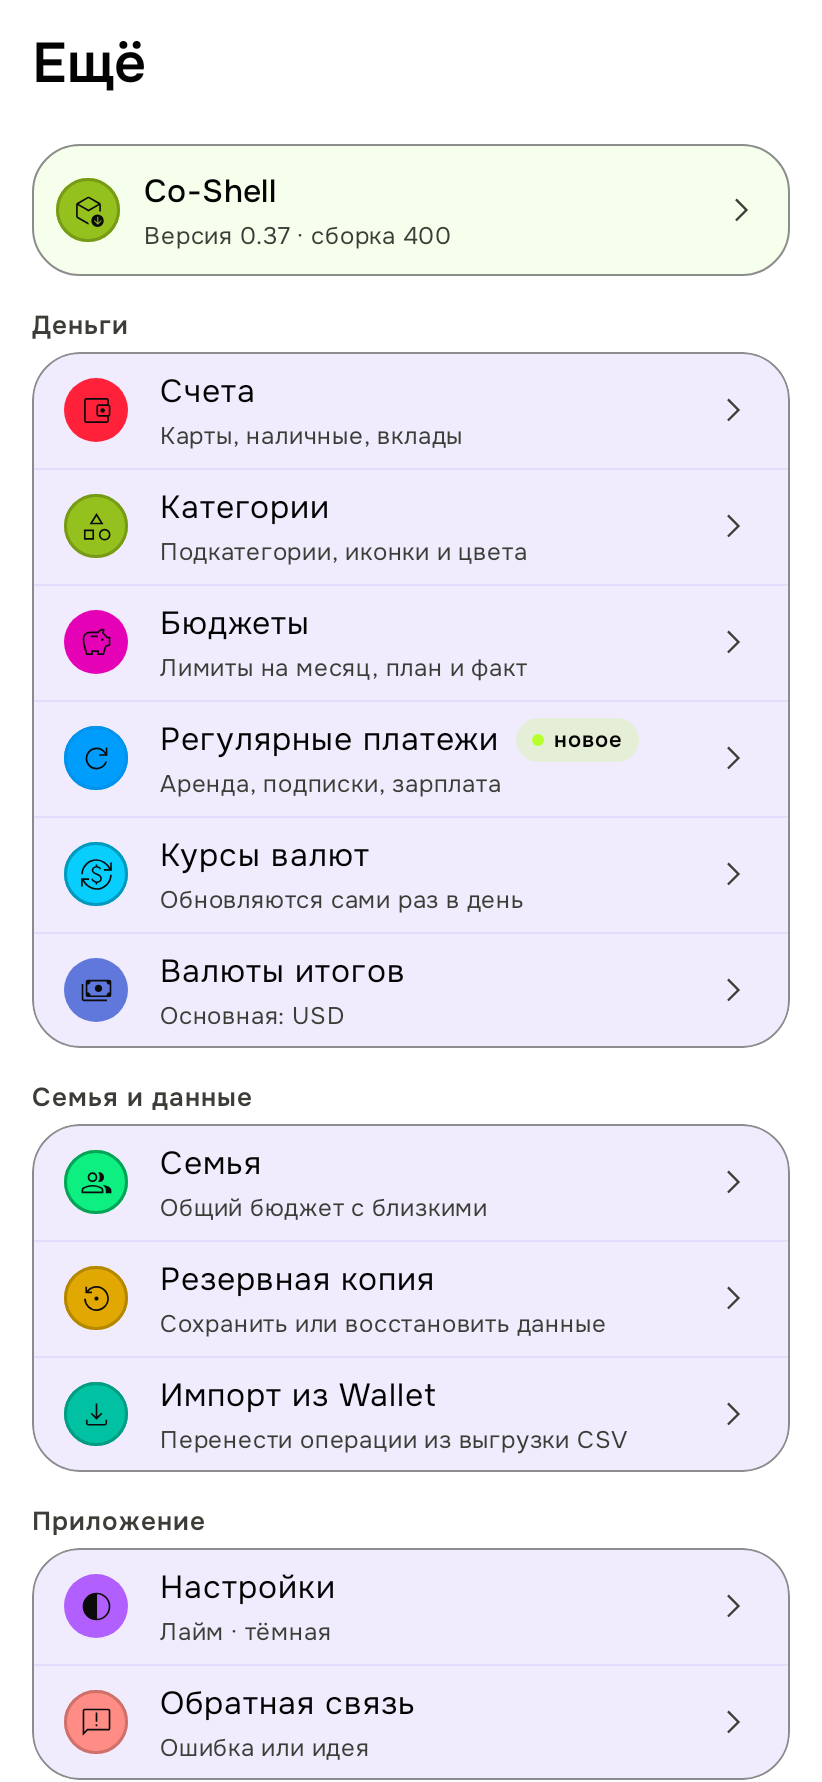 Ещё
Co-Shell
Версия 0.37 · сборка 400
Деньги
Счета
Карты, наличные, вклады
Категории
Подкатегории, иконки и цвета
Бюджеты
Лимиты на месяц, план и факт
Регулярные платежи новое
Аренда, подписки, зарплата
Курсы валют
Обновляются сами раз в день
Валюты итогов
Основная: USD
Семья и данные
Семья
Общий бюджет с близкими
Резервная копия
Сохранить или восстановить данные
Импорт из Wallet
Перенести операции из выгрузки CSV
Приложение
Настройки
Лайм · тёмная
Обратная связь
Ошибка или идея